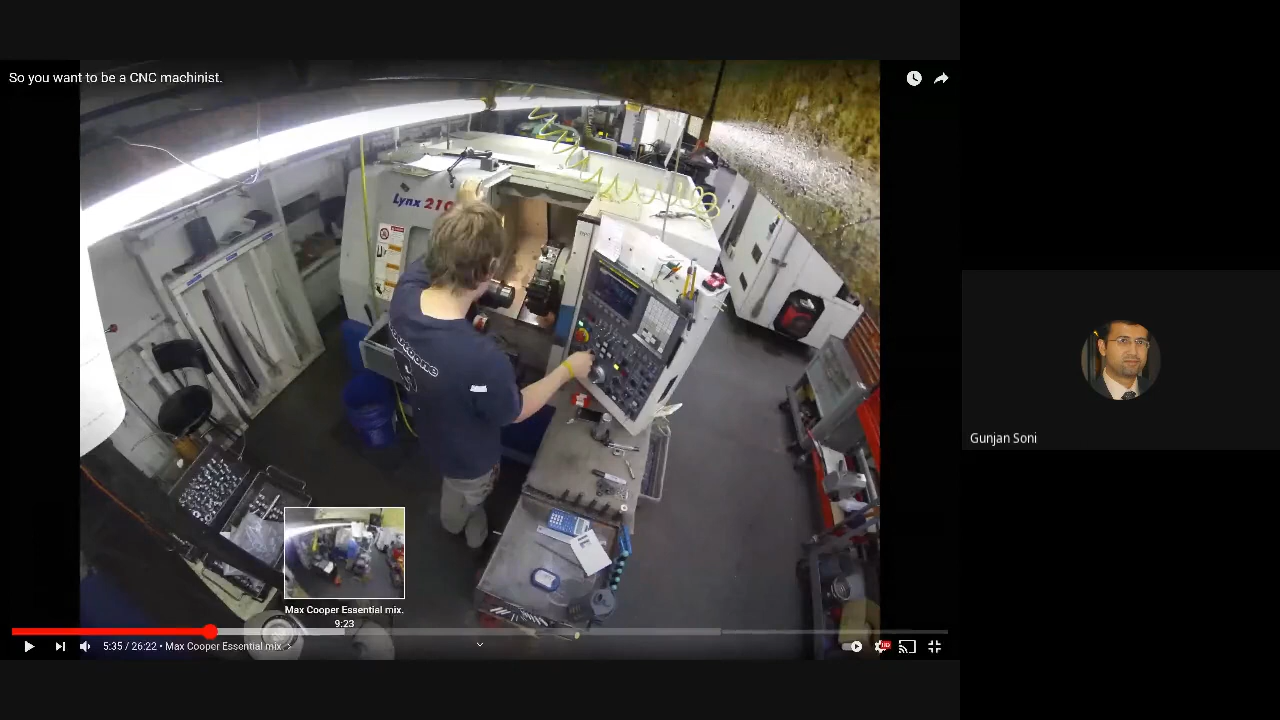 So you want to be a CNC machinist.
Lynx 210
Gunjan Soni
Max Cooper Essential mix.
9:23
5:35 / 26:22 • Max Cooper Essential mix
HD